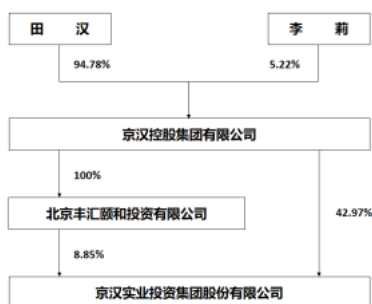 田 汉
李 莉
94.78%
5.22%
京汉控股集团有限公司
100%
北京丰汇颐和投资有限公司
42.97%
8.85%
京汉实业投资集团股份有限公司